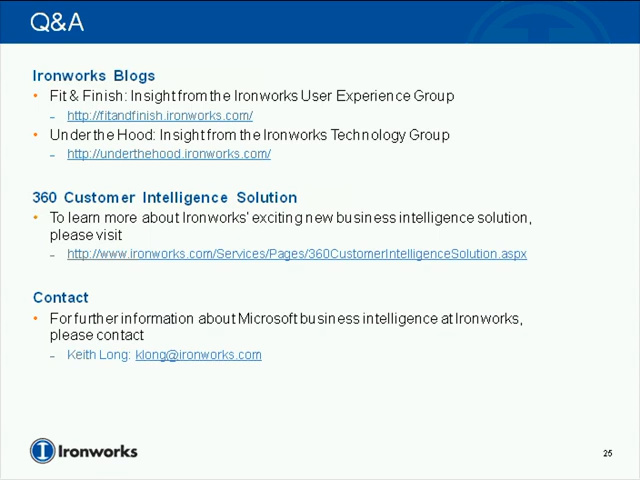 Q&A
Ironworks Blogs
• Fit & Finish: Insight from the Ironworks User Experience Group
– http://fitandfinish.ironworks.com/
• Under the Hood: Insight from the Ironworks Technology Group
– http://underthehood.ironworks.com/
360 Customer Intelligence Solution
• To learn more about Ironworks' exciting new business intelligence solution,
please visit
– http://www.ironworks.com/Services/Pages/360CustomerIntelligenceSolution.aspx
Contact
• For further information about Microsoft business intelligence at Ironworks,
please contact
– Keith Long: klong@ironworks.com
Ironworks
25